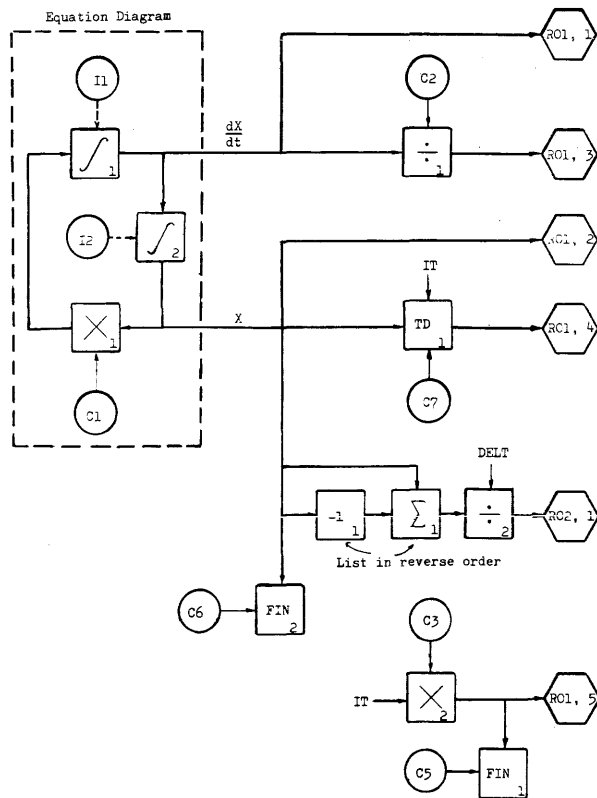 Equation Diagram
RO1, 1
I1
C2
dX
dt
∫
1
÷
1
RO1, 3
I2
∫
2
RO1, 2
IT
X
×
1
TD
1
RO1, 4
C1
C7
DELT
-1
1
Σ
1
÷
2
RO2, 1
List in reverse order
C6
FIN
2
C3
IT
×
2
RO1, 5
C5
FIN
1